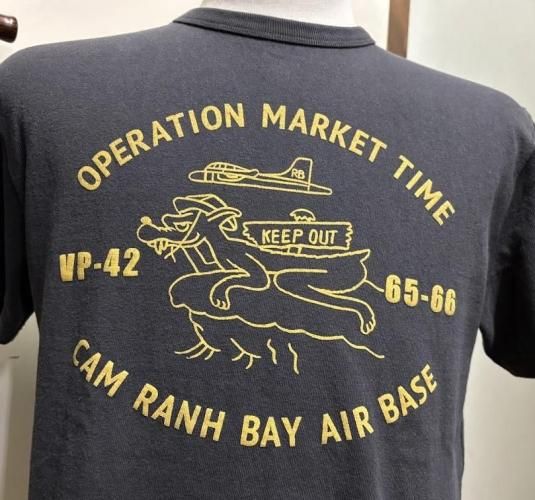 OPERATION MARKET TIME
RB
KEEP OUT
VP-42
65-66
CAM RANH BAY AIR BASE